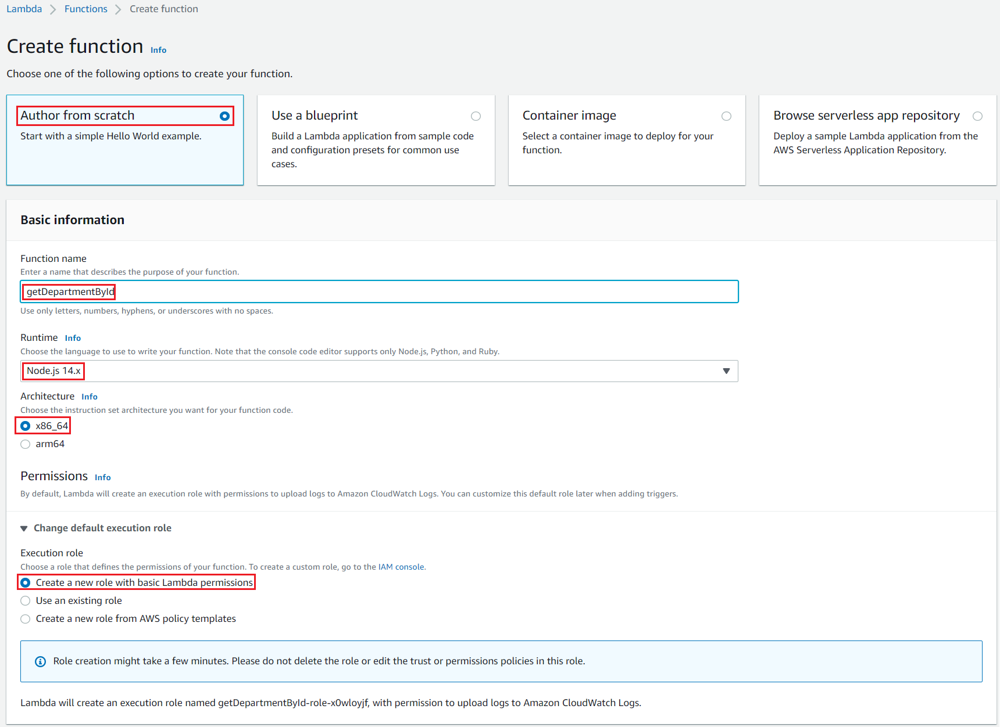 Lambda > Functions > Create function
Create function Info
Choose one of the following options to create your function.
Author from scratch
Start with a simple Hello World example.
Use a blueprint
Build a Lambda application from sample code
and configuration presets for common use
cases.
Container image
Select a container image to deploy for your
function.
Browse serverless app repository
Deploy a sample Lambda application from the
AWS Serverless Application Repository.
Basic information
Function name
Enter a name that describes the purpose of your function.
getDepartmentById
Use only letters, numbers, hyphens, or underscores with no spaces.
Runtime Info
Choose the language to use to write your function. Note that the console code editor supports only Node.js, Python, and Ruby.
Node.js 14.x
Architecture Info
Choose the instruction set architecture you want for your function code.
x86_64
arm64
Permissions Info
By default, Lambda will create an execution role with permissions to upload logs to Amazon CloudWatch Logs. You can customize this default role later when adding triggers.
Change default execution role
Execution role
Choose a role that defines the permissions of your function. To create a custom role, go to the IAM console.
Create a new role with basic Lambda permissions
Use an existing role
Create a new role from AWS policy templates
Role creation might take a few minutes. Please do not delete the role or edit the trust or permissions policies in this role.
Lambda will create an execution role named getDepartmentById-role-x0wloyjf, with permission to upload logs to Amazon CloudWatch Logs.